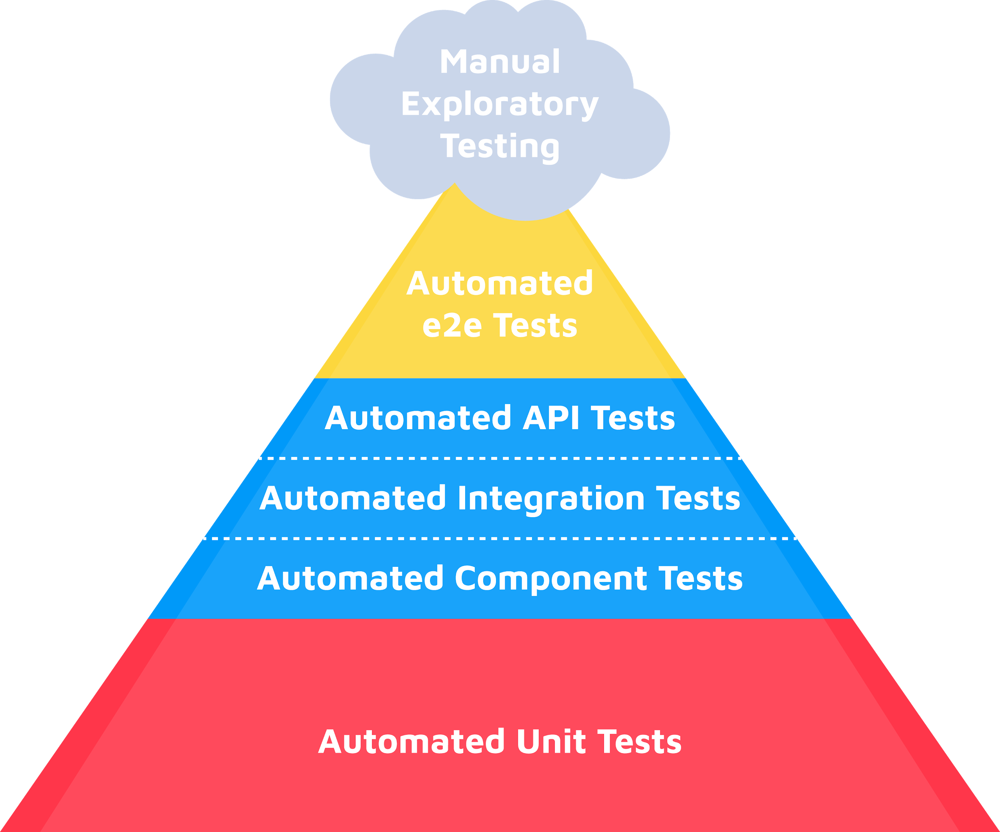 Manual
Exploratory
Testing
Automated
e2e Tests
Automated API Tests
Automated Integration Tests
Automated Component Tests
Automated Unit Tests